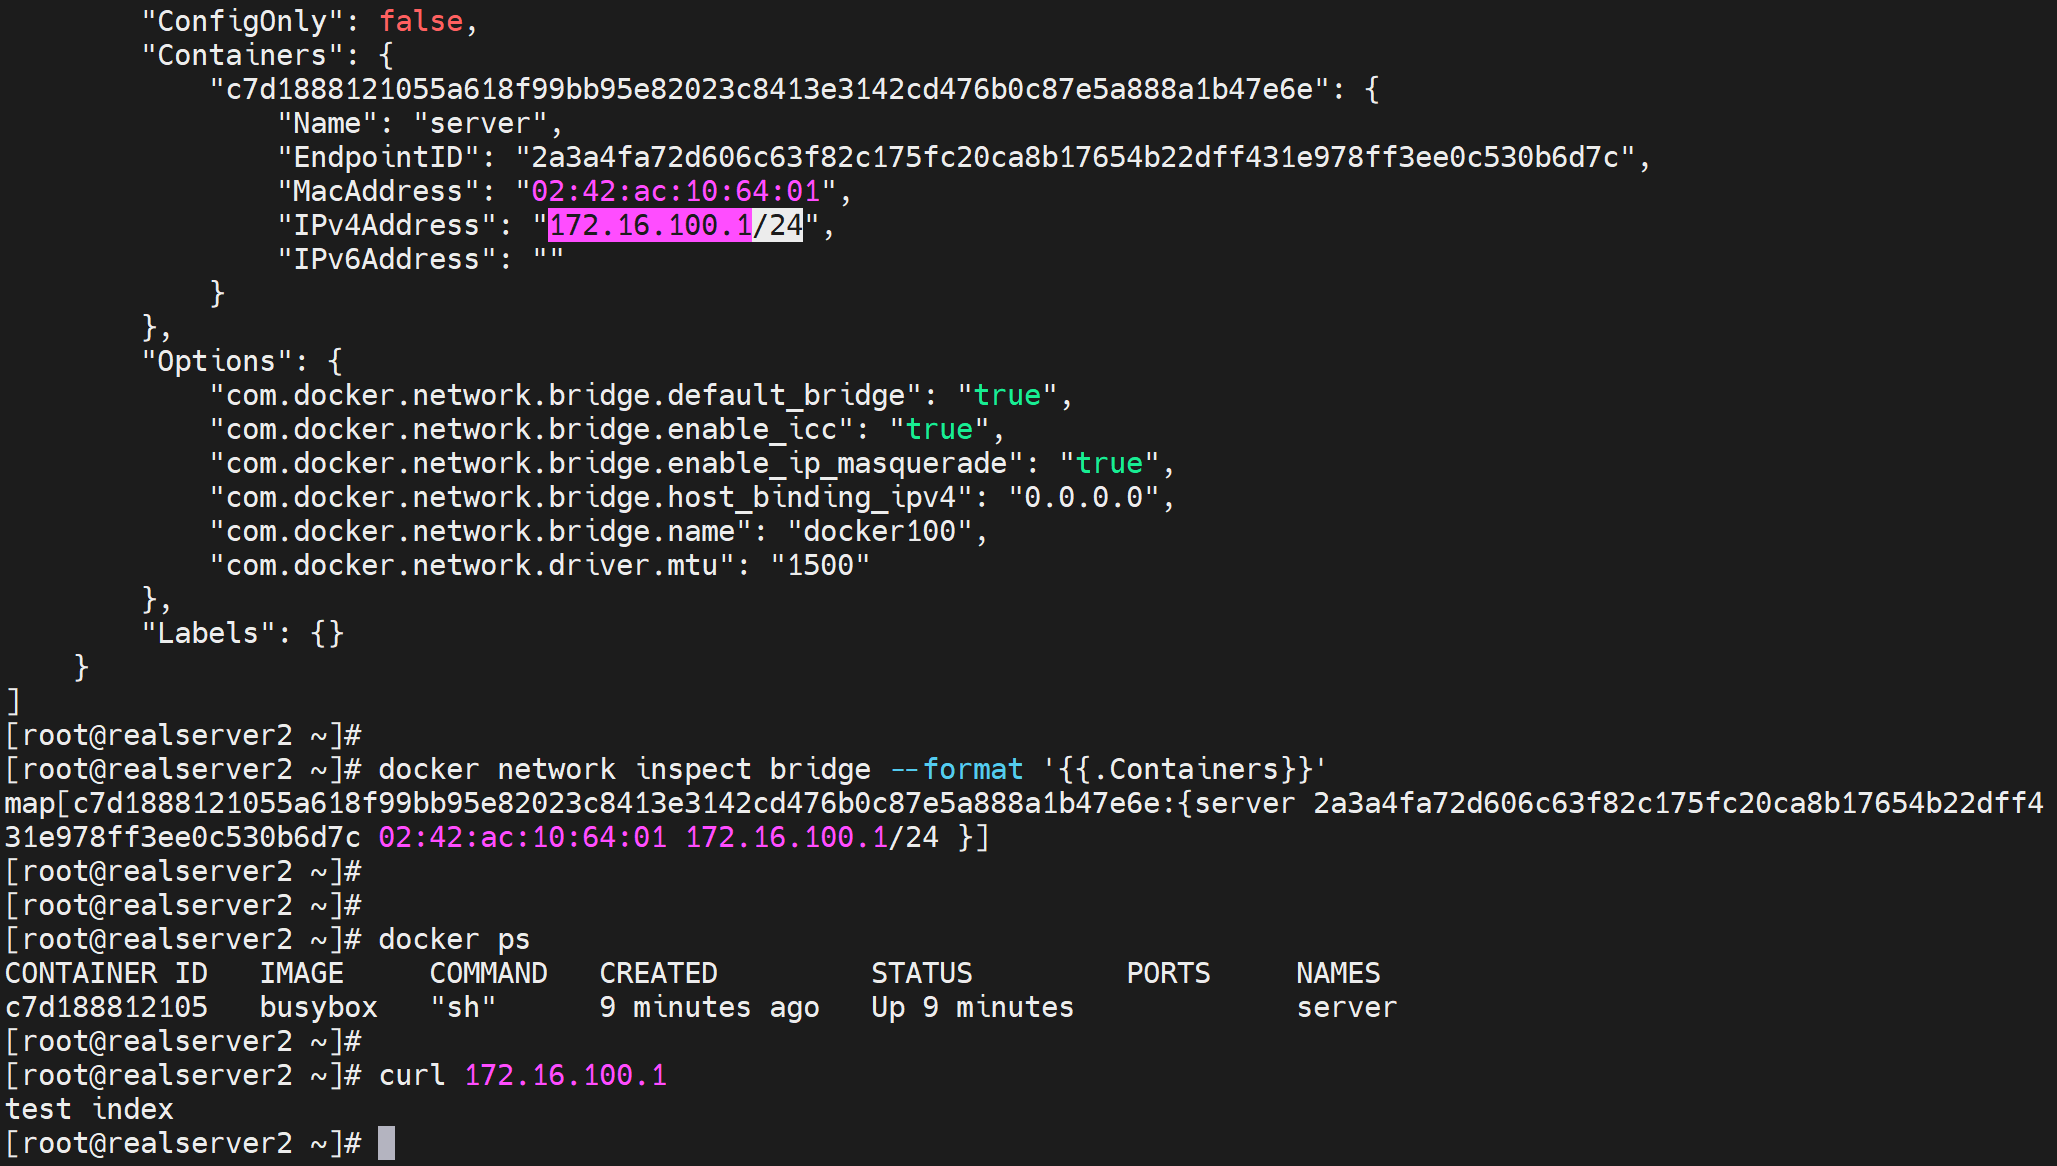 "ConfigOnly": false,
"Containers": {
"c7d1888121055a618f99bb95e82023c8413e3142cd476b0c87e5a888a1b47e6e": {
"Name": "server",
"EndpointID": "2a3a4fa72d606c63f82c175fc20ca8b17654b22dff431e978ff3ee0c530b6d7c",
"MacAddress": "02:42:ac:10:64:01",
"IPv4Address": "172.16.100.1/24",
"IPv6Address": ""
}
},
"Options": {
"com.docker.network.bridge.default_bridge": "true",
"com.docker.network.bridge.enable_icc": "true",
"com.docker.network.bridge.enable_ip_masquerade": "true",
"com.docker.network.bridge.host_binding_ipv4": "0.0.0.0",
"com.docker.network.bridge.name": "docker100",
"com.docker.network.driver.mtu": "1500"
},
"Labels": {}
}
]
[root@realserver2 ~]#
[root@realserver2 ~]# docker network inspect bridge --format '{{.Containers}}'
map[c7d1888121055a618f99bb95e82023c8413e3142cd476b0c87e5a888a1b47e6e:{server 2a3a4fa72d606c63f82c175fc20ca8b17654b22dff4
31e978ff3ee0c530b6d7c 02:42:ac:10:64:01 172.16.100.1/24 }]
[root@realserver2 ~]#
[root@realserver2 ~]#
[root@realserver2 ~]# docker ps
CONTAINER ID   IMAGE     COMMAND   CREATED         STATUS         PORTS     NAMES
c7d188812105   busybox   "sh"      9 minutes ago   Up 9 minutes             server
[root@realserver2 ~]#
[root@realserver2 ~]# curl 172.16.100.1
test index
[root@realserver2 ~]#